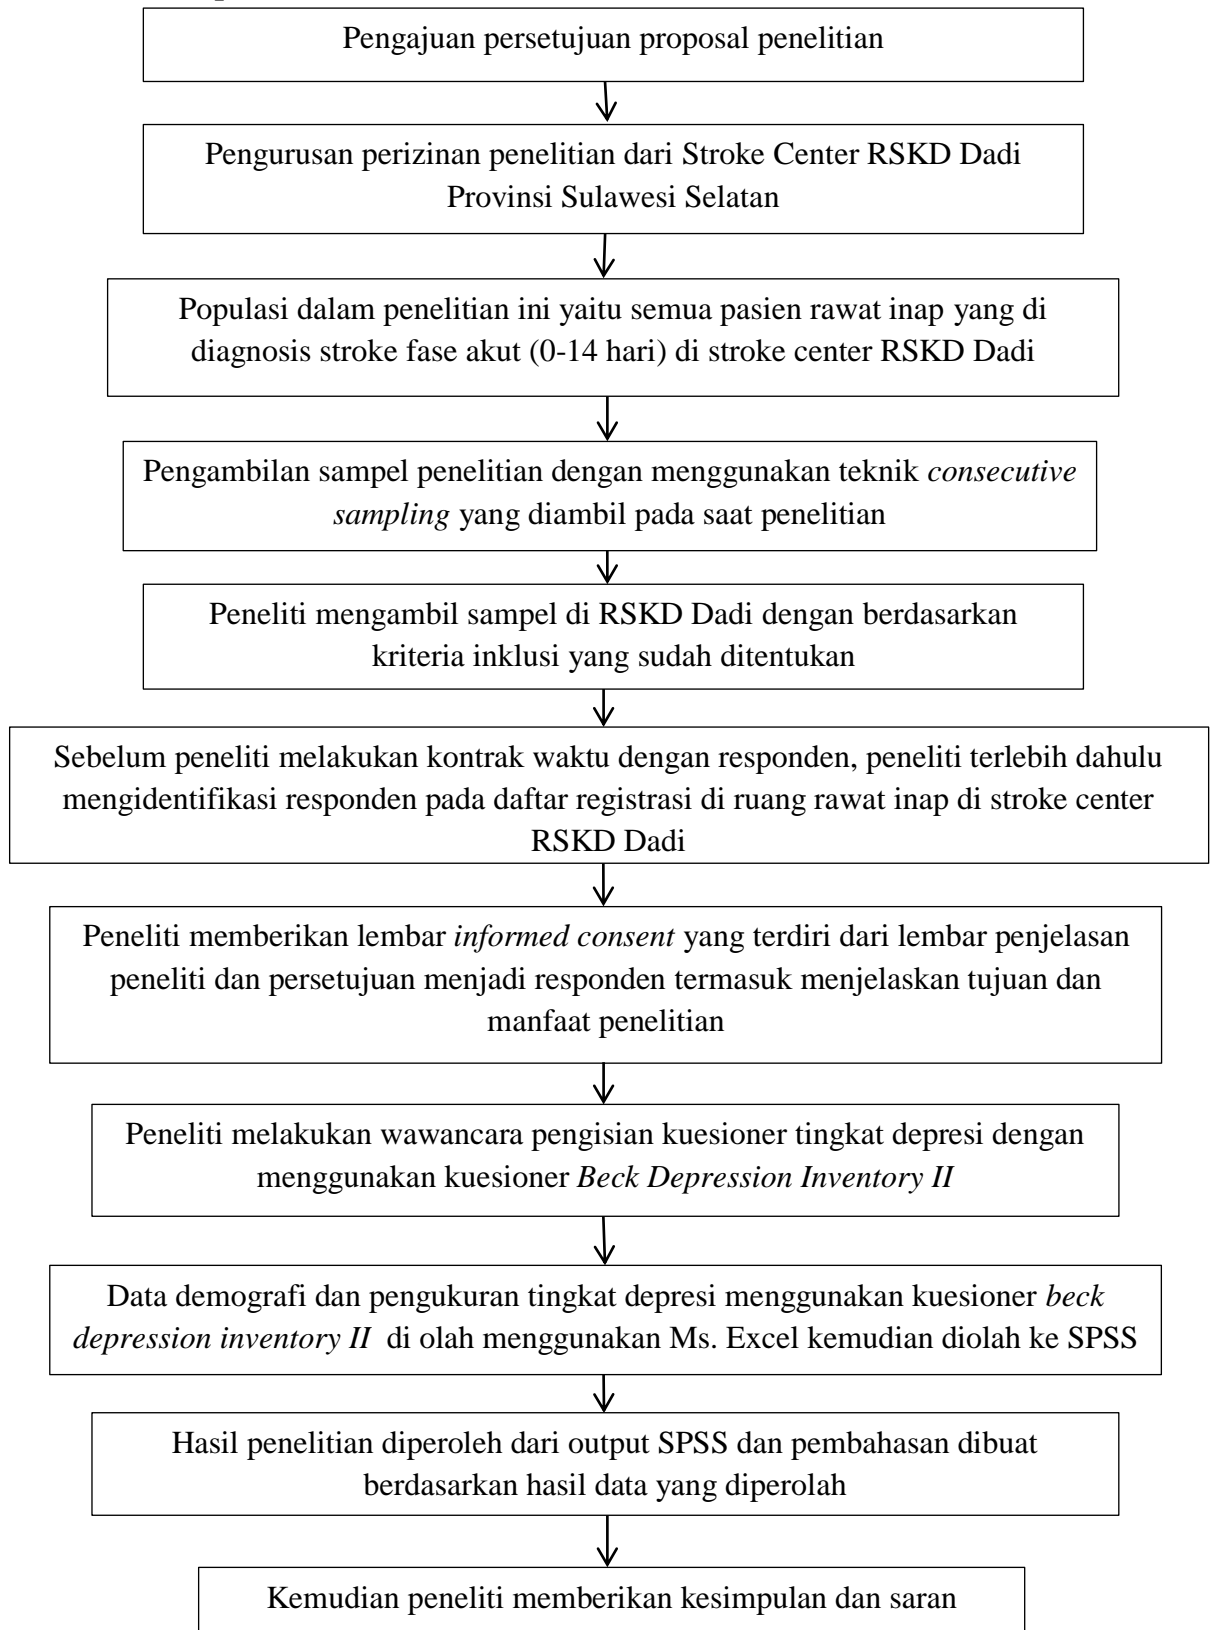 Pengajuan persetujuan proposal penelitian
Pengurusan perizinan penelitian dari Stroke Center RSKD Dadi
Provinsi Sulawesi Selatan
Populasi dalam penelitian ini yaitu semua pasien rawat inap yang di
diagnosis stroke fase akut (0-14 hari) di stroke center RSKD Dadi
Pengambilan sampel penelitian dengan menggunakan teknik consecutive
sampling yang diambil pada saat penelitian
Peneliti mengambil sampel di RSKD Dadi dengan berdasarkan
kriteria inklusi yang sudah ditentukan
Sebelum peneliti melakukan kontrak waktu dengan responden, peneliti terlebih dahulu
mengidentifikasi responden pada daftar registrasi di ruang rawat inap di stroke center
RSKD Dadi
Peneliti memberikan lembar informed consent yang terdiri dari lembar penjelasan
peneliti dan persetujuan menjadi responden termasuk menjelaskan tujuan dan
manfaat penelitian
Peneliti melakukan wawancara pengisian kuesioner tingkat depresi dengan
menggunakan kuesioner Beck Depression Inventory II
Data demografi dan pengukuran tingkat depresi menggunakan kuesioner beck
depression inventory II di olah menggunakan Ms. Excel kemudian diolah ke SPSS
Hasil penelitian diperoleh dari output SPSS dan pembahasan dibuat
berdasarkan hasil data yang diperolah
Kemudian peneliti memberikan kesimpulan dan saran